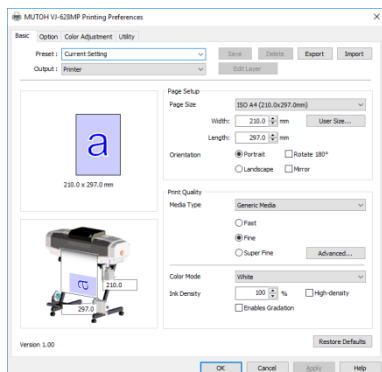 MUTOH VJ-628MP Printing Preferences
Basic Option Color Adjustment Utility
Preset : Current Setting Save Delete Export Import
Output : Printer Edit Layer
Page Setup
Page Size ISO A4 (210.0x297.0mm)
Width: 210.0 mm User Size...
Length: 297.0 mm
Orientation Portrait Rotate 180°
Landscape Mirror
a
210.0 x 297.0 mm
Print Quality
Media Type Generic Media
Fast
Fine
Super Fine Advanced...
Color Mode White
Ink Density 100 % High-density
Enables Gradation
a
210.0
297.0
Version 1.00 Restore Defaults
OK Cancel Apply Help